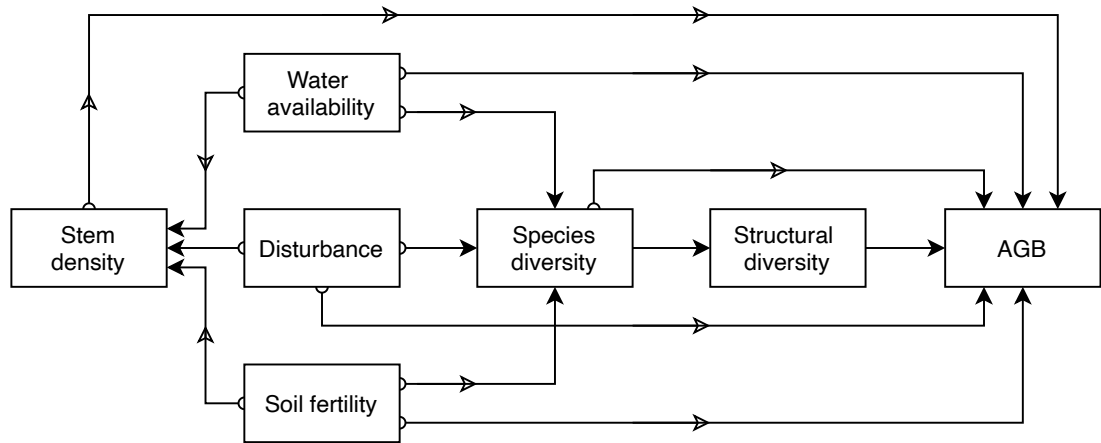 Water
availability
Stem
density
Disturbance
Species
diversity
Structural
diversity
AGB
Soil fertility